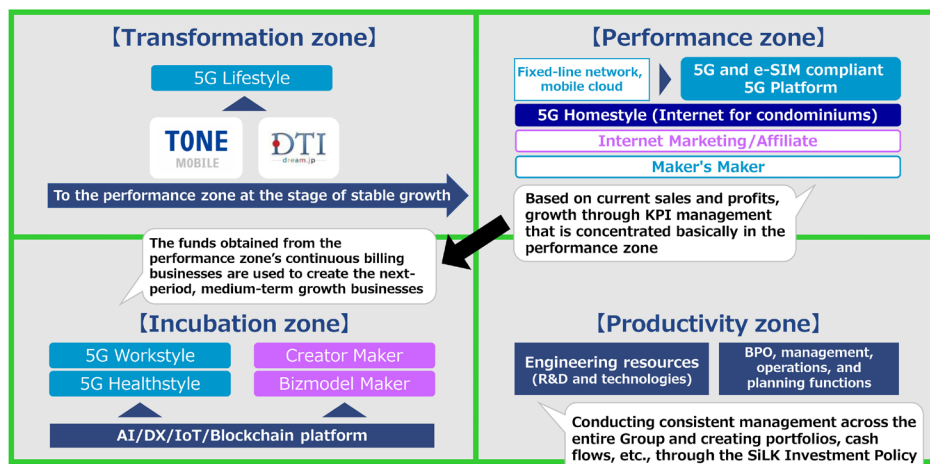 【Transformation zone】
5G Lifestyle
TONE
MOBILE
DTI
dream.jp
To the performance zone at the stage of stable growth
【Performance zone】
Fixed-line network,
mobile cloud
5G and e-SIM compliant
5G Platform
5G Homestyle (Internet for condominiums)
Internet Marketing/Affiliate
Maker's Maker
Based on current sales and profits,
growth through KPI management
that is concentrated basically in the
performance zone
The funds obtained from the
performance zone’s continuous billing
businesses are used to create the next-
period, medium-term growth businesses
【Incubation zone】
5G Workstyle
5G Healthstyle
Creator Maker
Bizmodel Maker
AI/DX/IoT/Blockchain platform
【Productivity zone】
Engineering resources
(R&D and technologies)
BPO, management,
operations, and
planning functions
Conducting consistent management across the
entire Group and creating portfolios, cash
flows, etc., through the SiLK Investment Policy